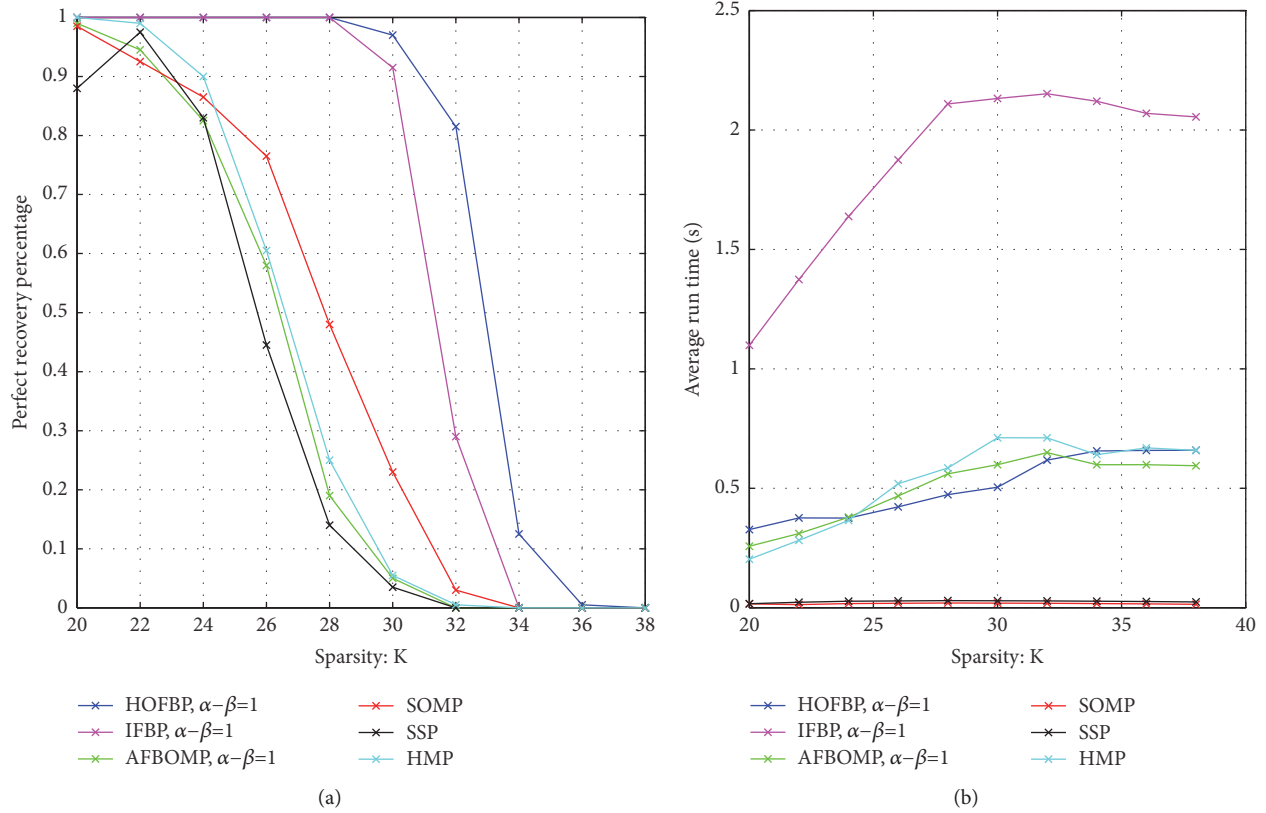 1
0.9
0.8
0.7
0.6
0.5
0.4
0.3
0.2
0.1
0
Perfect recovery percentage
20 22 24 26 28 30 32 34 36 38
Sparsity: K
HOFBP, α−β=1
IFBP, α−β=1
AFBOMP, α−β=1
SOMP
SSP
HMP
(a)
2.5
2
1.5
1
0.5
0
Average run time (s)
20 25 30 35 40
Sparsity: K
HOFBP, α−β=1
IFBP, α−β=1
AFBOMP, α−β=1
SOMP
SSP
HMP
(b)